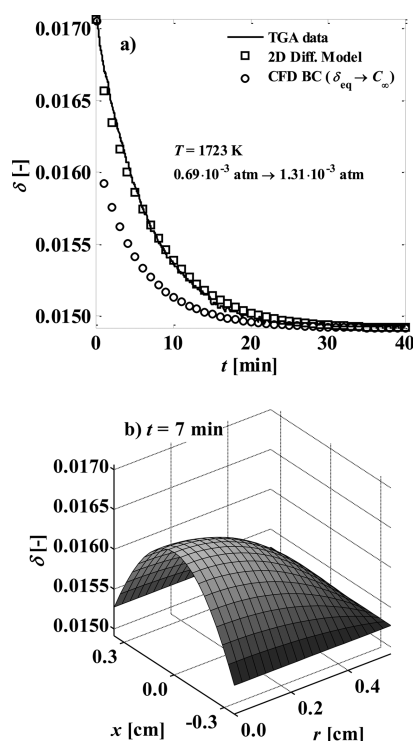 a)
TGA data
2D Diff. Model
CFD BC (δeq → C∞)
T = 1723 K
0.69·10⁻³ atm → 1.31·10⁻³ atm
0.0170
0.0165
0.0160
0.0155
0.0150
δ [-]
0 10 20 30 40
t [min]
b) t = 7 min
0.0170
0.0165
0.0160
0.0155
0.0150
δ [-]
0.3
0.0
-0.3
x [cm]
0.0
0.2
0.4
r [cm]